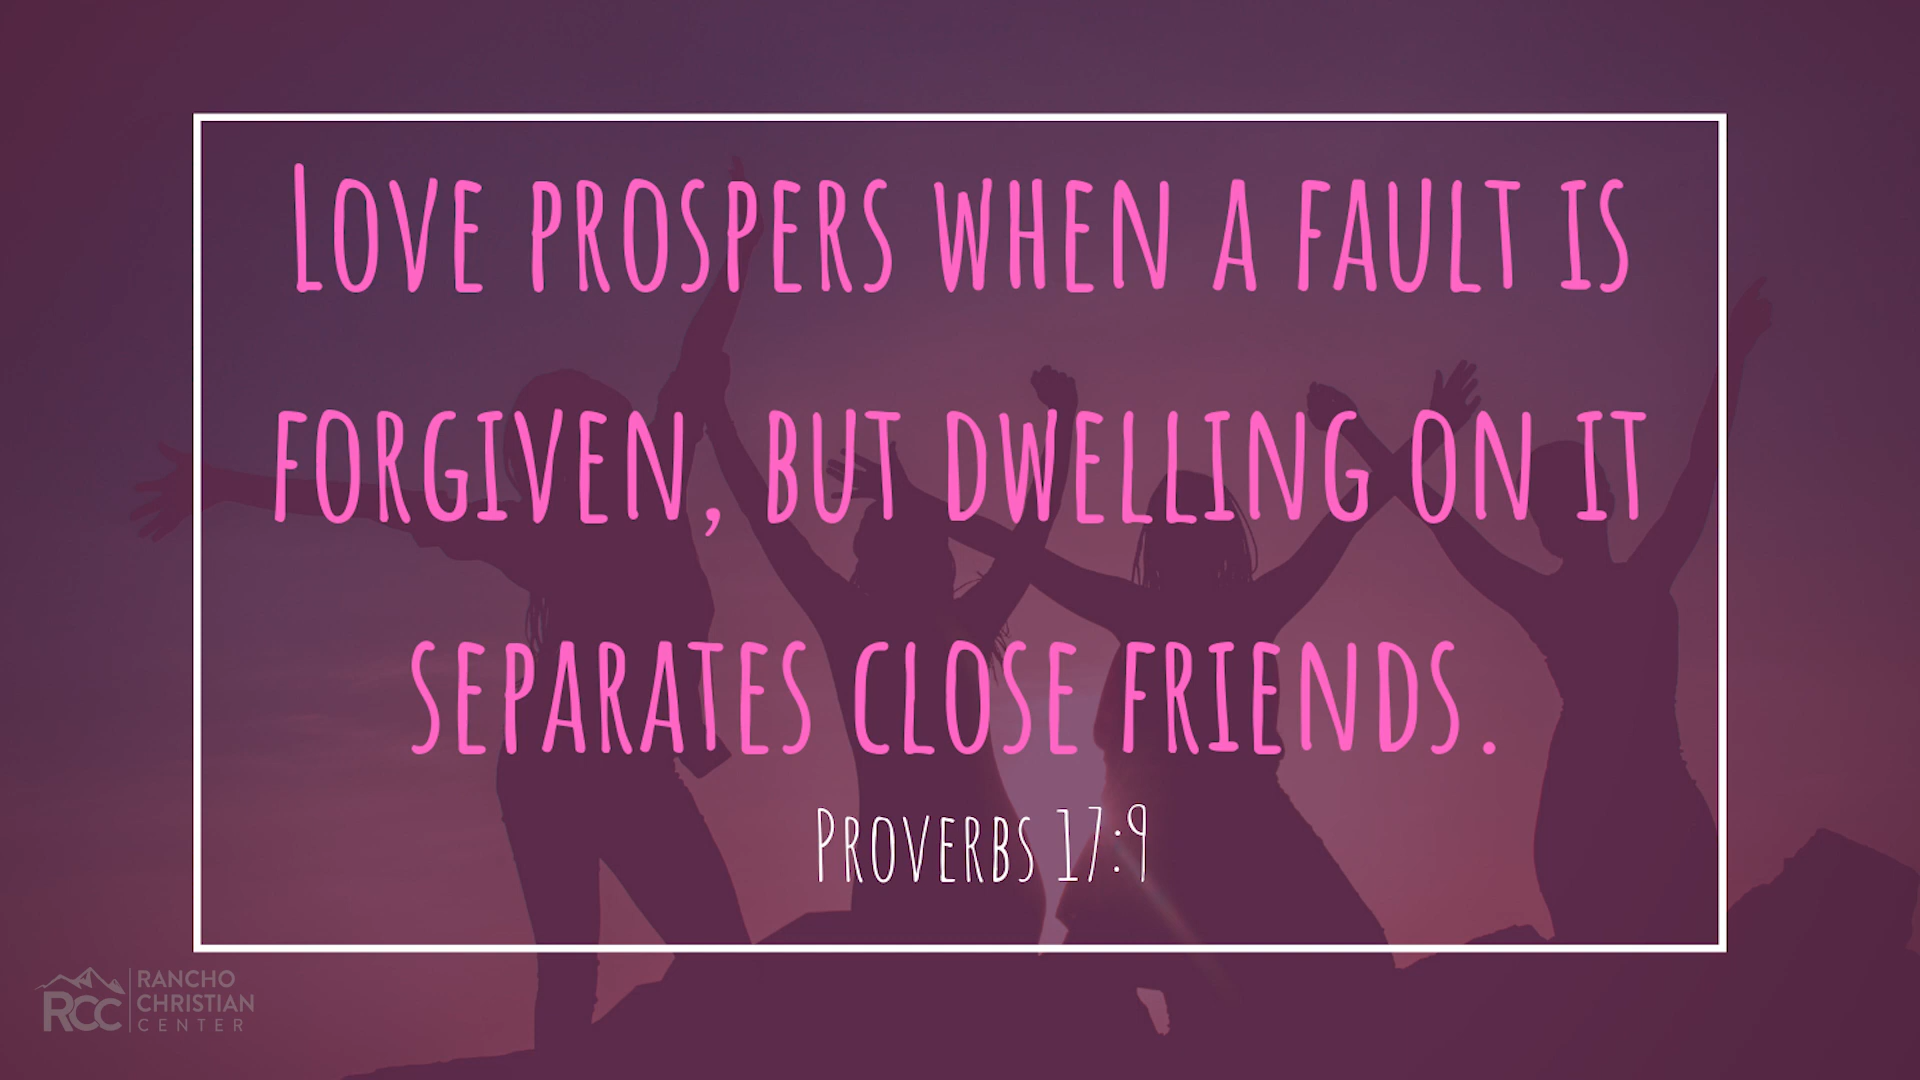 Love prospers when a fault is
forgiven, but dwelling on it
separates close friends.
Proverbs 17:9
RCC
RANCHO
CHRISTIAN
CENTER